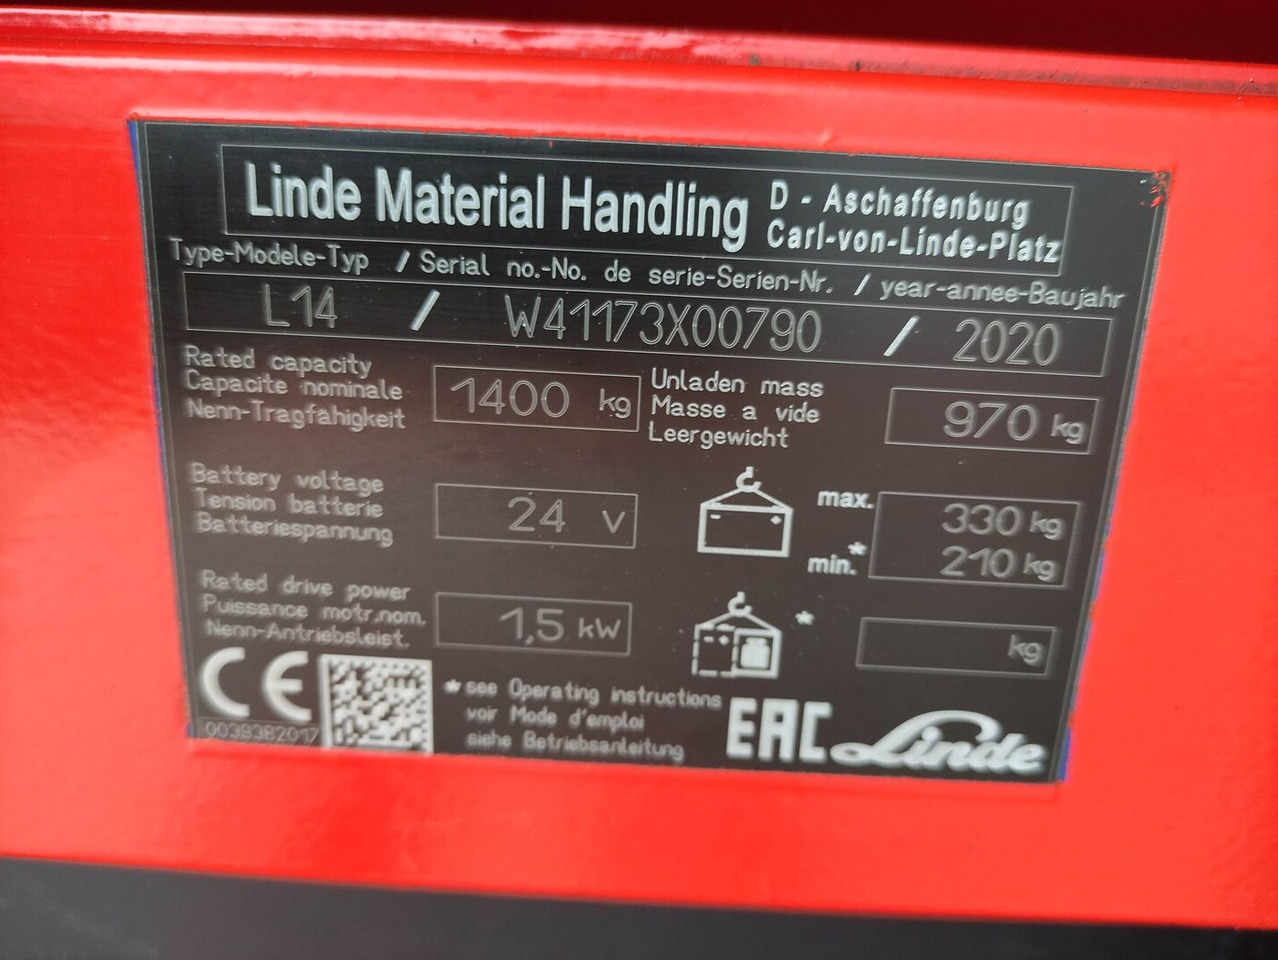 Linde Material Handling
D - Aschaffenburg
Carl-von-Linde-Platz
Type-Modele-Typ / Serial no.-No. de serie-Serien-Nr. / year-annee-Baujahr
L14 / W41173X00790 / 2020
Rated capacity
Capacite nominale
Nenn-Tragfähigkeit
1400 kg
Unladen mass
Masse a vide
Leergewicht
970 kg
Battery voltage
Tension batterie
Batteriespannung
24 V
- +
max. 330 kg
min.* 210 kg
Rated drive power
Puissance motr.nom.
Nenn-Antriebsleist.
1,5 kW
- +
* kg
CE
0039382017
*see Operating instructions
voir Mode d'emploi
siehe Betriebsanleitung
EAC
Linde